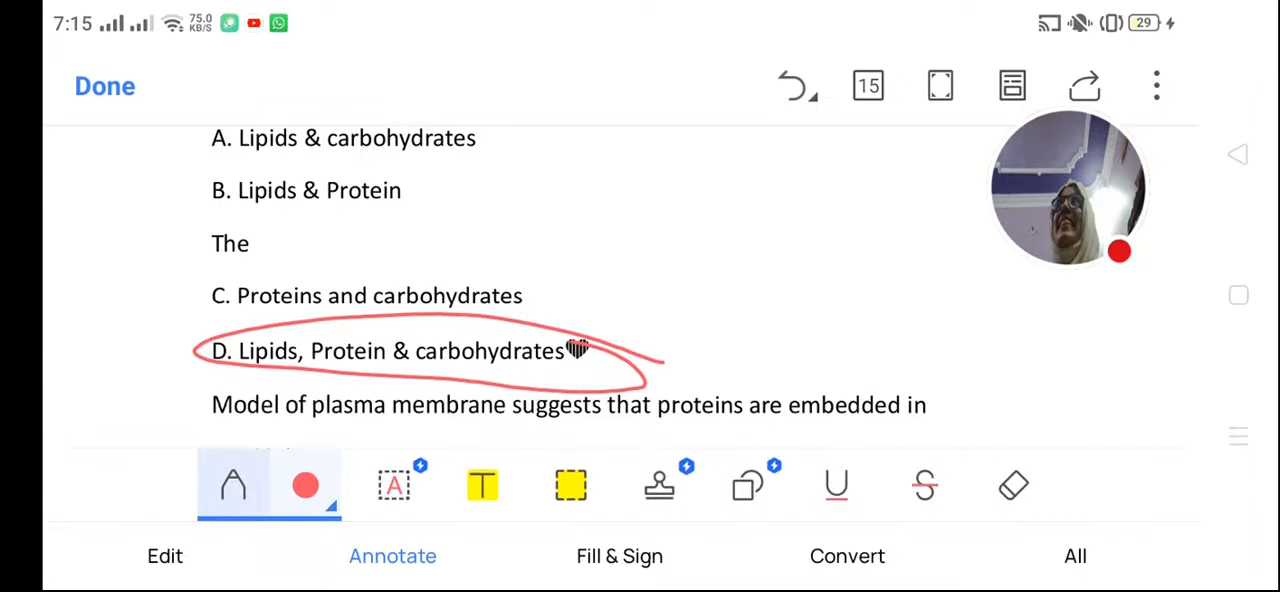 7:15 75.0 KB/S 29
Done 15
A. Lipids & carbohydrates
B. Lipids & Protein
The
C. Proteins and carbohydrates
D. Lipids, Protein & carbohydrates
Model of plasma membrane suggests that proteins are embedded in
A T U S
Edit Annotate Fill & Sign Convert All